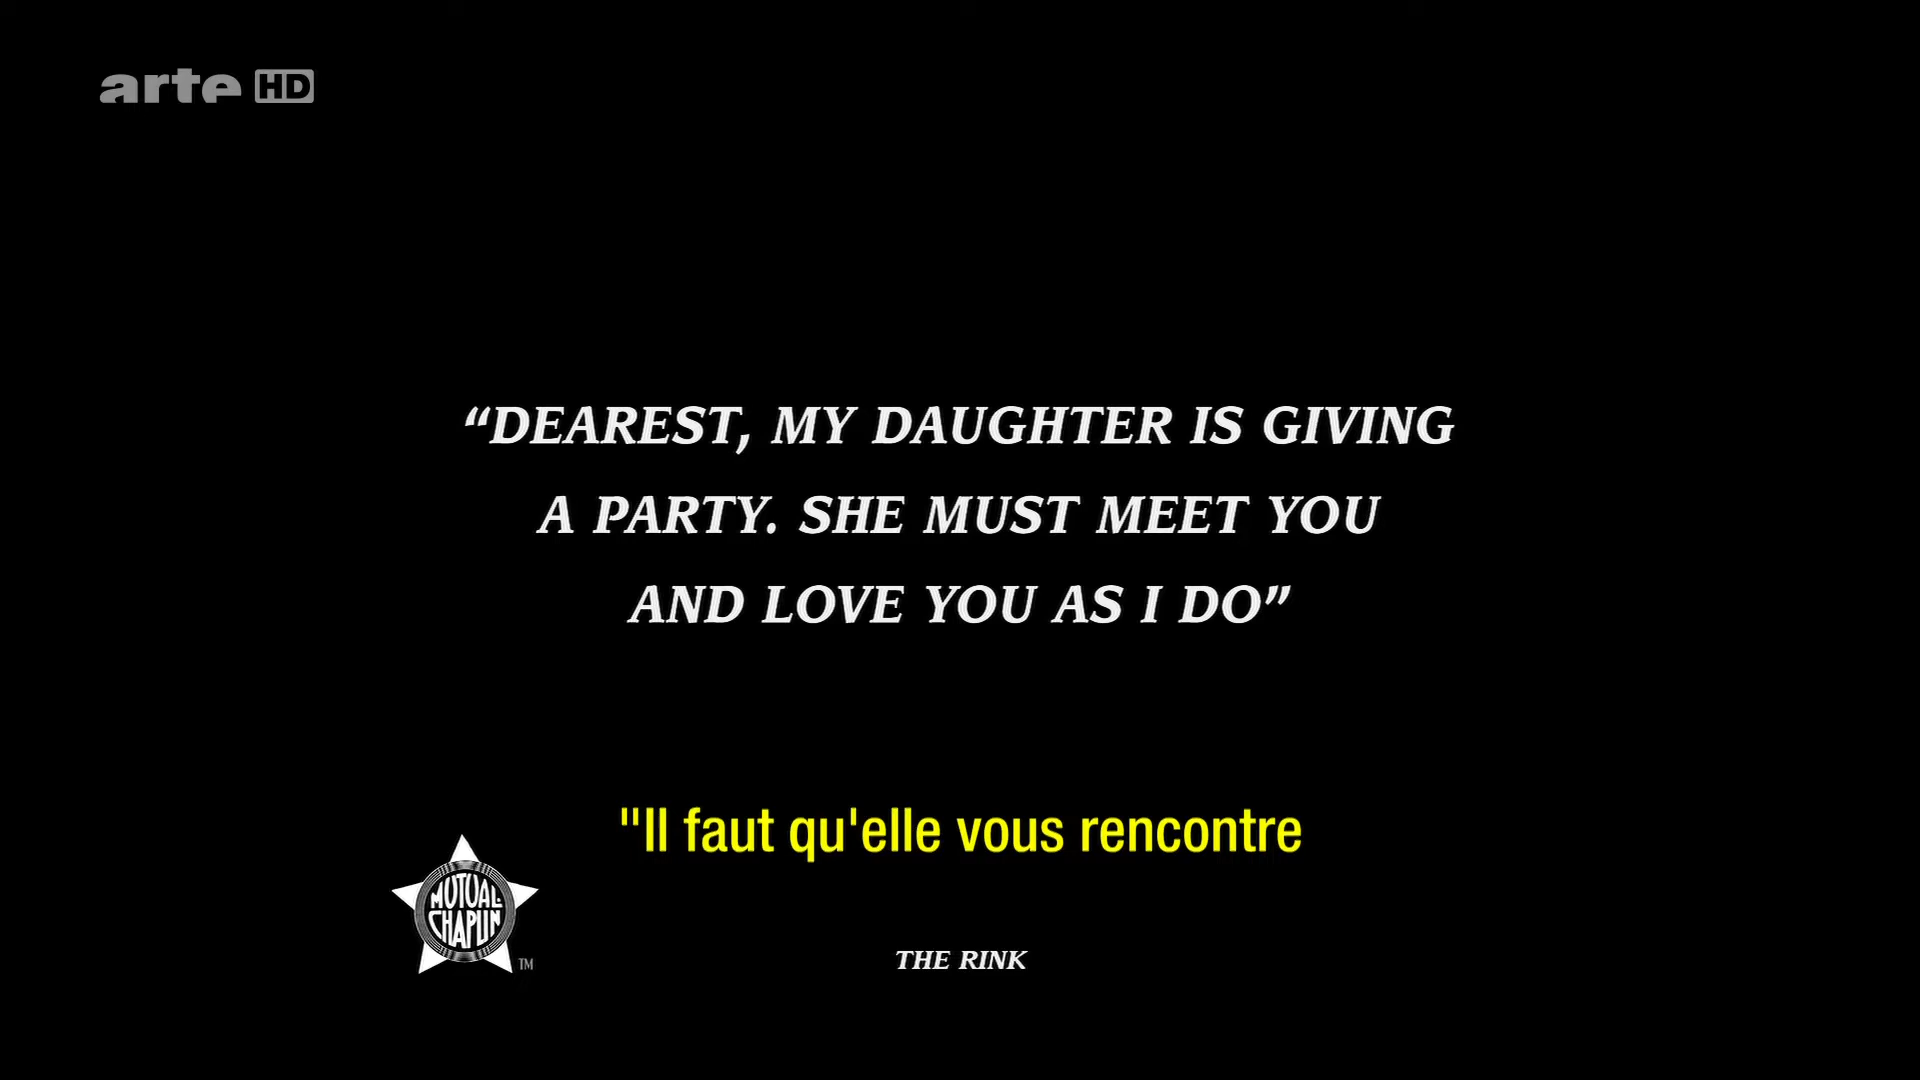 arte HD
“DEAREST, MY DAUGHTER IS GIVING
A PARTY. SHE MUST MEET YOU
AND LOVE YOU AS I DO”
"Il faut qu'elle vous rencontre
MUTUAL-
CHAPLIN
TM
THE RINK